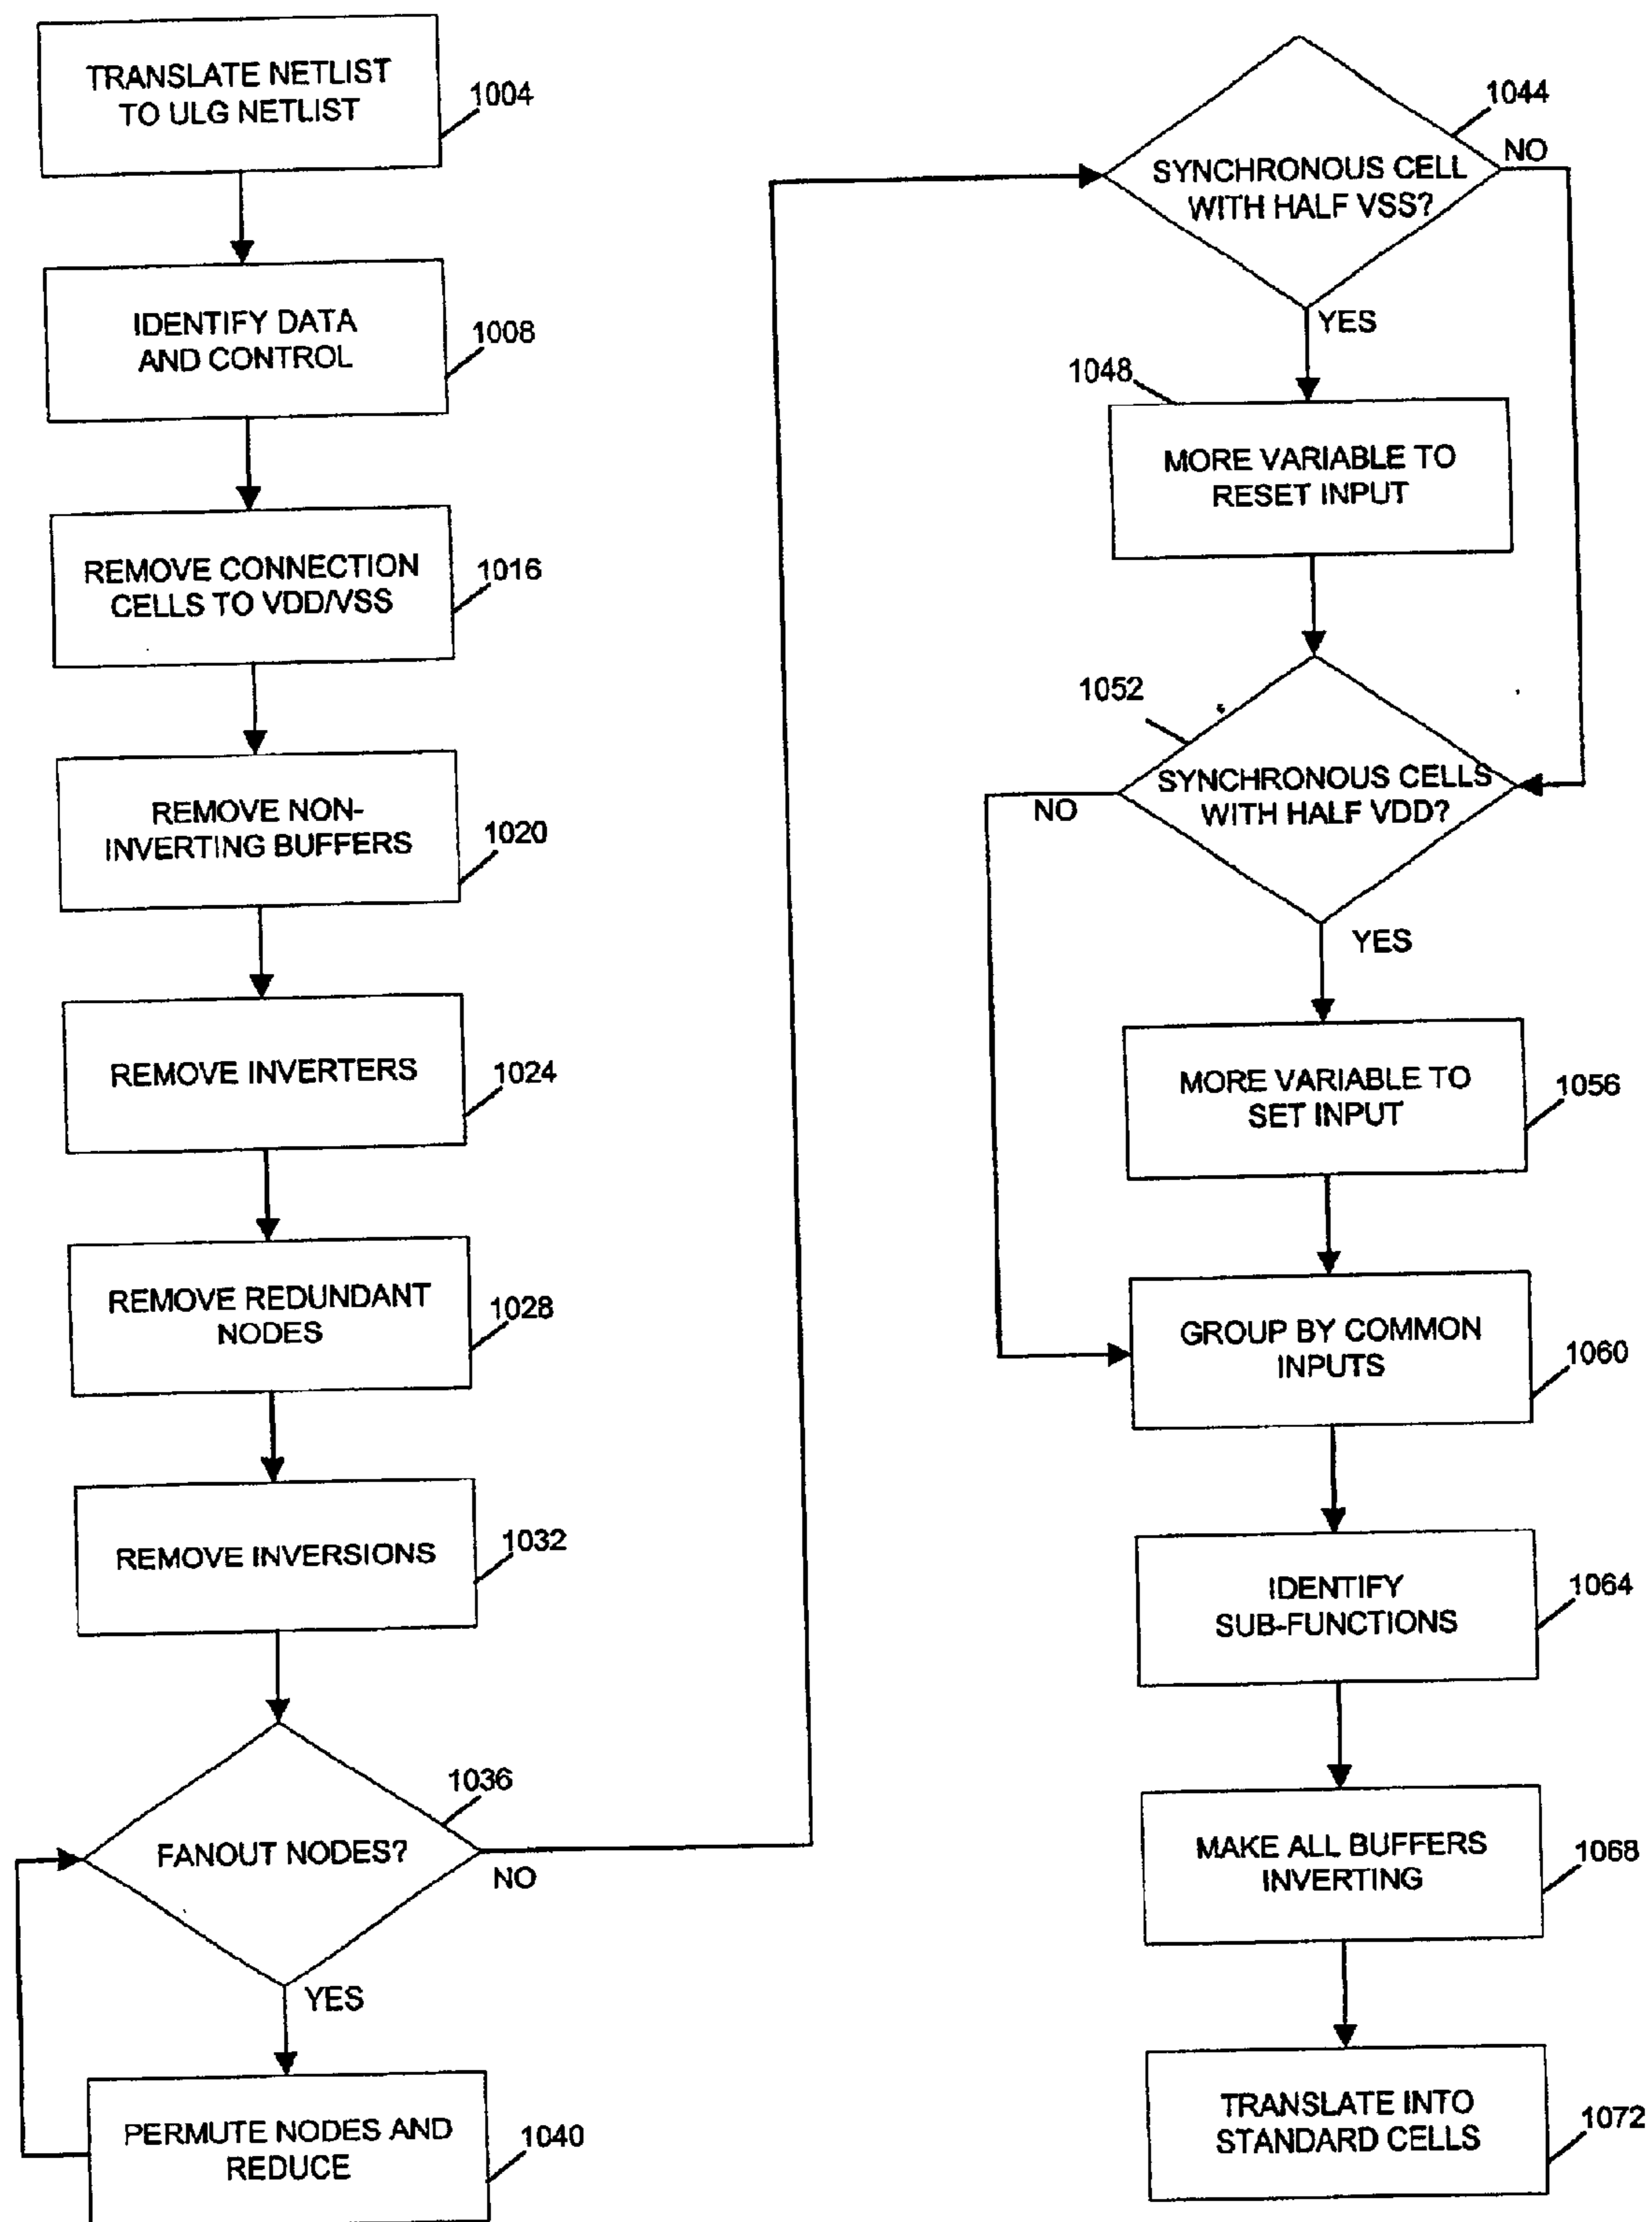 TRANSLATE NETLIST
TO ULG NETLIST
1004
IDENTIFY DATA
AND CONTROL
1008
REMOVE CONNECTION
CELLS TO VDD/VSS
1016
REMOVE NON-
INVERTING BUFFERS
1020
REMOVE INVERTERS
1024
REMOVE REDUNDANT
NODES
1028
REMOVE INVERSIONS
1032
1036
FANOUT NODES?
NO
YES
PERMUTE NODES AND
REDUCE
1040
1044
NO
SYNCHRONOUS CELL
WITH HALF VSS?
YES
1048
MORE VARIABLE TO
RESET INPUT
1052
SYNCHRONOUS CELLS
WITH HALF VDD?
NO
YES
MORE VARIABLE TO
SET INPUT
1056
GROUP BY COMMON
INPUTS
1060
IDENTIFY
SUB-FUNCTIONS
1064
MAKE ALL BUFFERS
INVERTING
1068
TRANSLATE INTO
STANDARD CELLS
1072